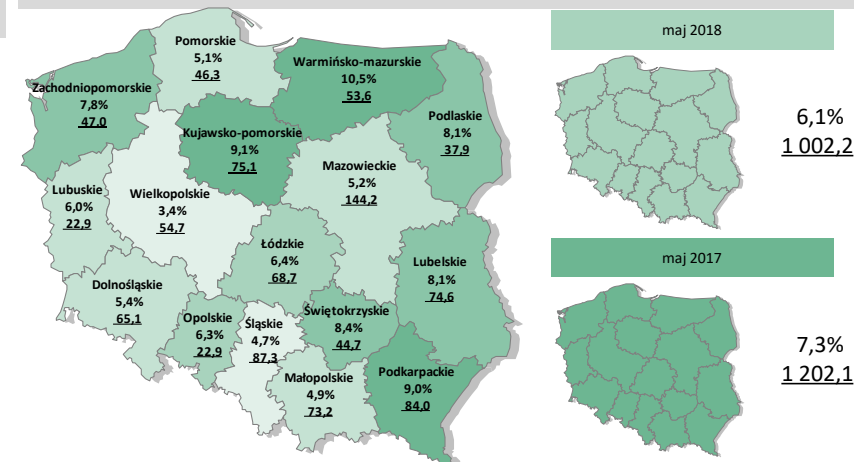 Pomorskie
5,1%
46,3
Warmińsko-mazurskie
10,5%
53,6
Zachodniopomorskie
7,8%
47,0
Podlaskie
8,1%
37,9
Kujawsko-pomorskie
9,1%
75,1
Mazowieckie
5,2%
144,2
Lubuskie
6,0%
22,9
Wielkopolskie
3,4%
54,7
Łódzkie
6,4%
68,7
Lubelskie
8,1%
74,6
Dolnośląskie
5,4%
65,1
Opolskie
6,3%
22,9
Śląskie
4,7%
87,3
Świętokrzyskie
8,4%
44,7
Małopolskie
4,9%
73,2
Podkarpackie
9,0%
84,0
maj 2018
6,1%
1 002,2
maj 2017
7,3%
1 202,1